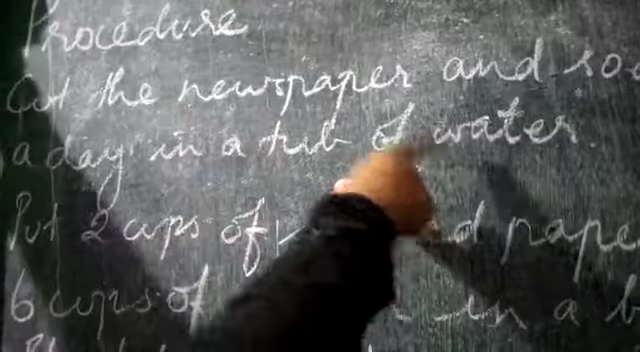 Procedure
Cut the newspaper and soa
a day in a tub of water.
Put 2 cups of d pape
6 cups of in a b